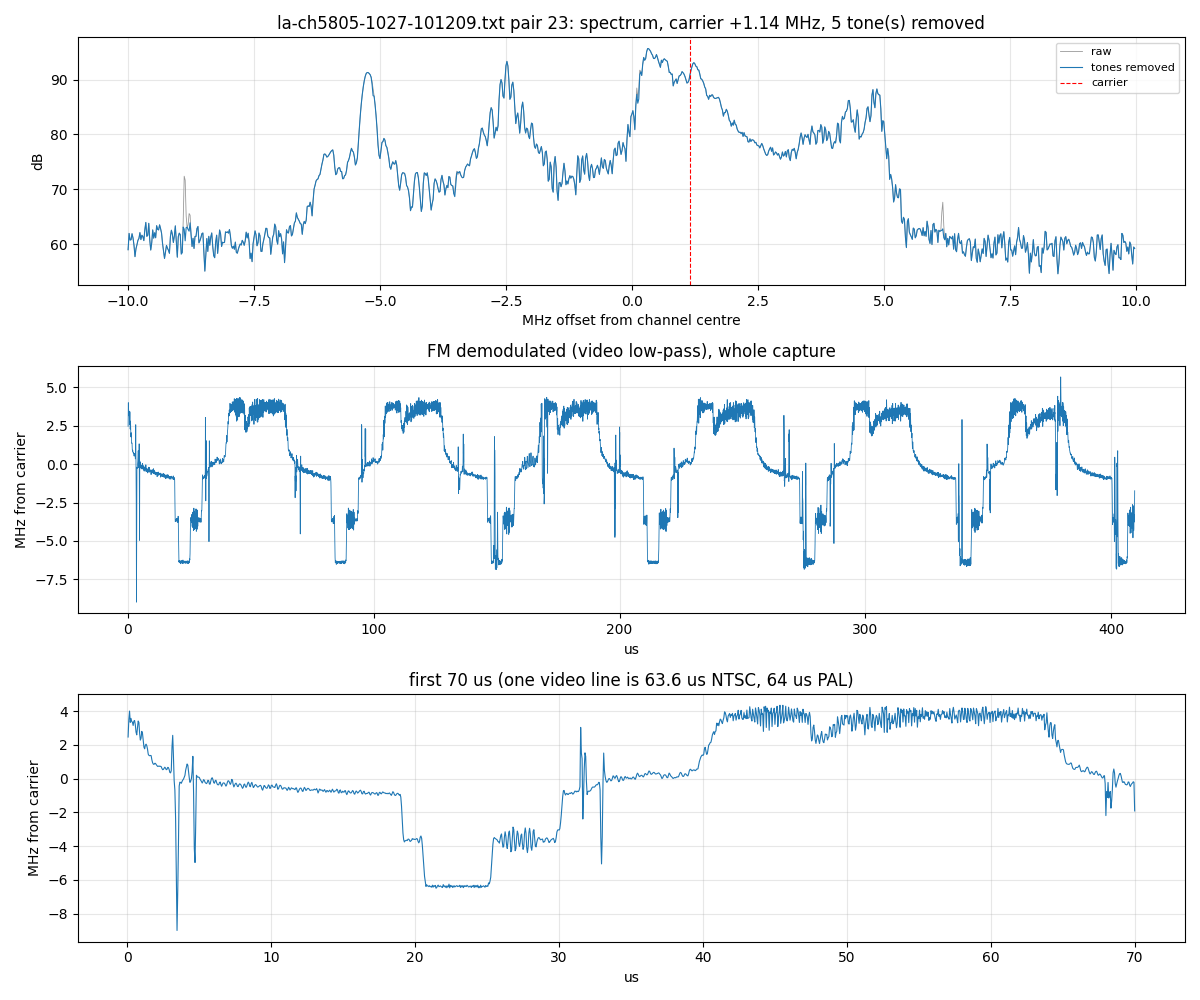 la-ch5805-1027-101209.txt pair 23: spectrum, carrier +1.14 MHz, 5 tone(s) removed
raw
tones removed
carrier
90
80
70
60
dB
−10.0 −7.5 −5.0 −2.5 0.0 2.5 5.0 7.5 10.0
MHz offset from channel centre
FM demodulated (video low-pass), whole capture
5.0
2.5
0.0
−2.5
−5.0
−7.5
MHz from carrier
0 100 200 300 400
us
first 70 us (one video line is 63.6 us NTSC, 64 us PAL)
4
2
0
−2
−4
−6
−8
MHz from carrier
0 10 20 30 40 50 60 70
us